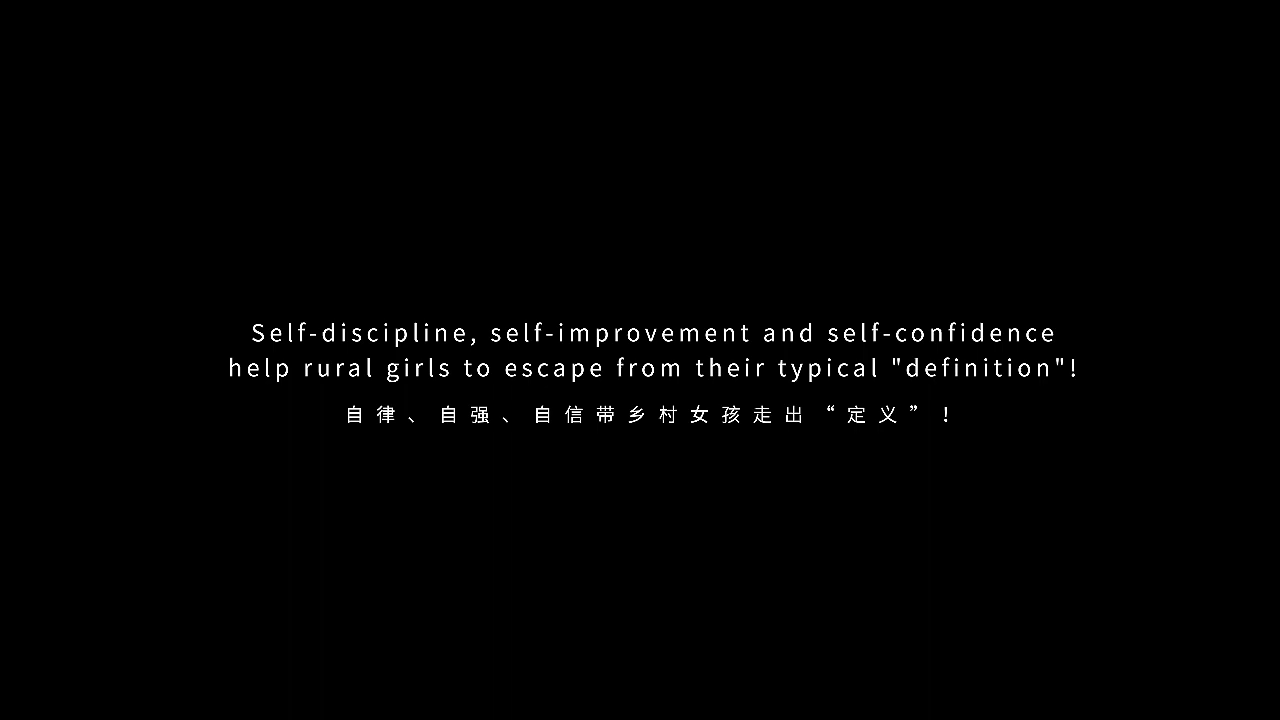 Self-discipline, self-improvement and self-confidence
help rural girls to escape from their typical "definition"!
自律、自强、自信带乡村女孩走出“定义”！